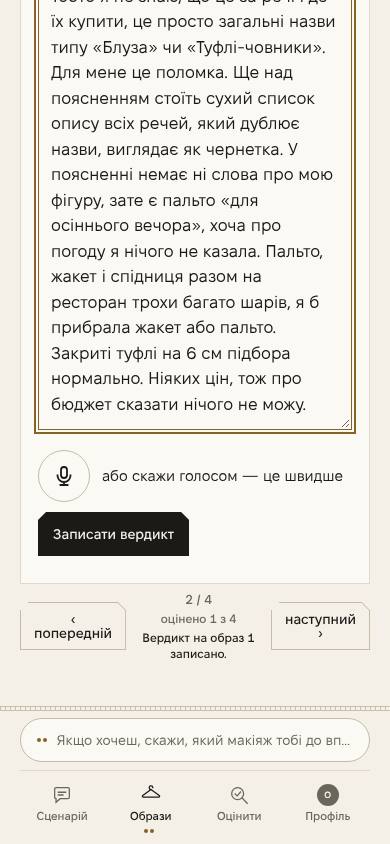 їх купити, це просто загальні назви
типу «Блуза» чи «Туфлі-човники».
Для мене це поломка. Ще над
поясненням стоїть сухий список
опису всіх речей, який дублює
назви, виглядає як чернетка. У
поясненні немає ні слова про мою
фігуру, зате є пальто «для
осіннього вечора», хоча про
погоду я нічого не казала. Пальто,
жакет і спідниця разом на
ресторан трохи багато шарів, я б
прибрала жакет або пальто.
Закриті туфлі на 6 см підбора
нормально. Ніяких цін, тож про
бюджет сказати нічого не можу.
або скажи голосом — це швидше
Записати вердикт
‹
попередній
2 / 4
оцінено 1 з 4
Вердикт на образ 1
записано.
наступний
›
Якщо хочеш, скажи, який макіяж тобі до вп...
Сценарій
Образи
Оцінити
О
Профіль